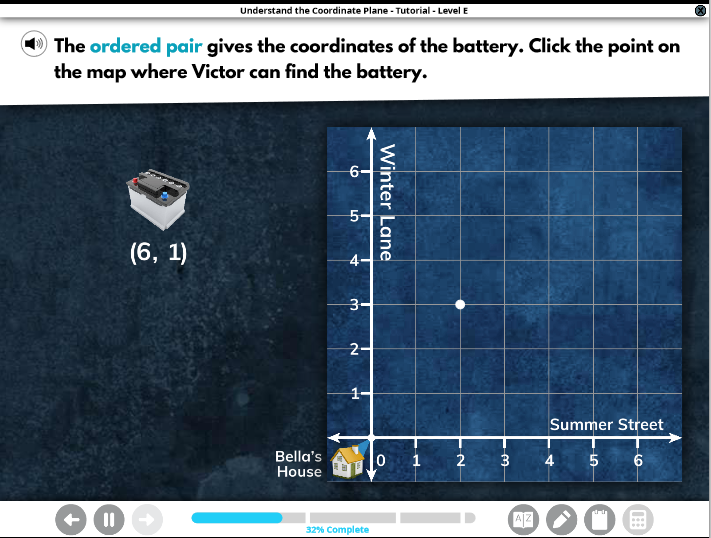 Understand the Coordinate Plane - Tutorial - Level E
X
The ordered pair gives the coordinates of the battery. Click the point on
the map where Victor can find the battery.
(6, 1)
Winter Lane
6
5
4
3
2
1
Summer Street
Bella's
House
0 1 2 3 4 5 6
32% Complete
A Z